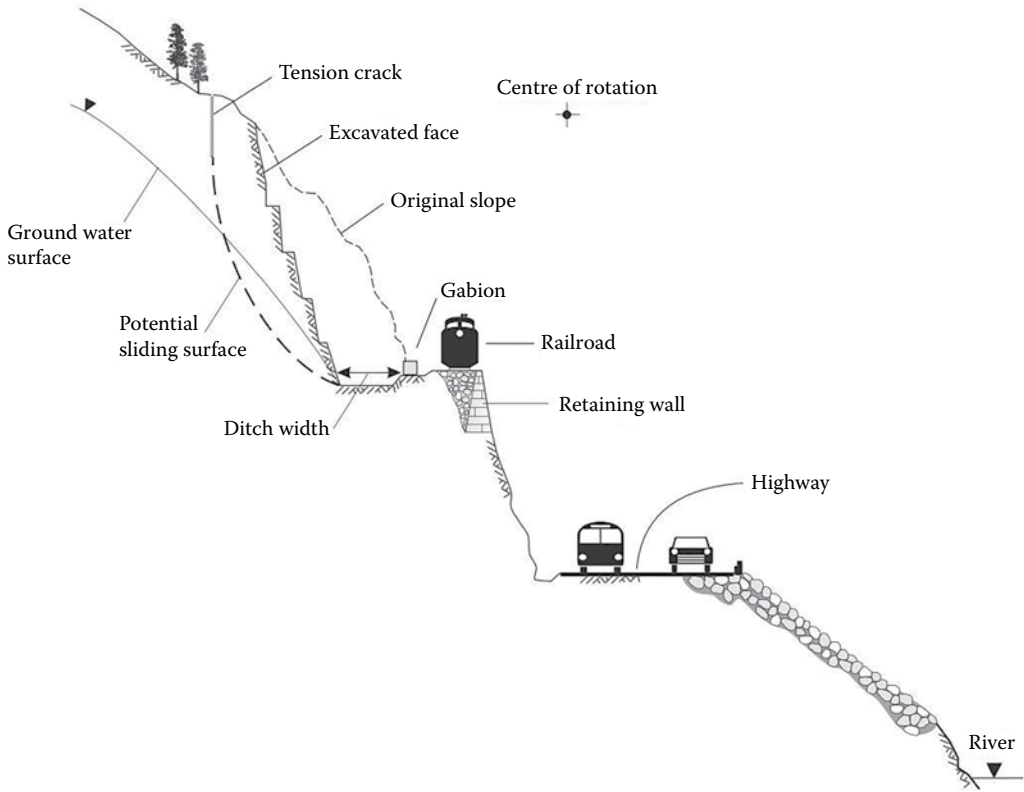 Tension crack
Centre of rotation
Excavated face
Original slope
Ground water
surface
Gabion
Potential
sliding surface
Railroad
Retaining wall
Ditch width
Highway
River